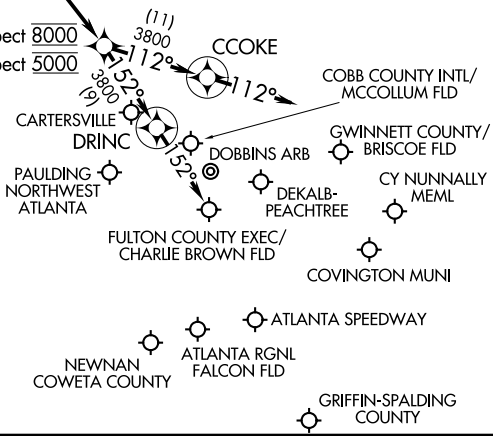 (11)
3800
pect 8000
112°
CCOKE
pect 5000
152°
3800
(9)
112°
COBB COUNTY INTL/
MCCOLLUM FLD
CARTERSVILLE
DRINC
GWINNETT COUNTY/
BRISCOE FLD
152°
DOBBINS ARB
PAULDING
NORTHWEST
ATLANTA
DEKALB-
PEACHTREE
CY NUNNALLY
MEML
FULTON COUNTY EXEC/
CHARLIE BROWN FLD
COVINGTON MUNI
ATLANTA SPEEDWAY
NEWNAN
COWETA COUNTY
ATLANTA RGNL
FALCON FLD
GRIFFIN-SPALDING
COUNTY